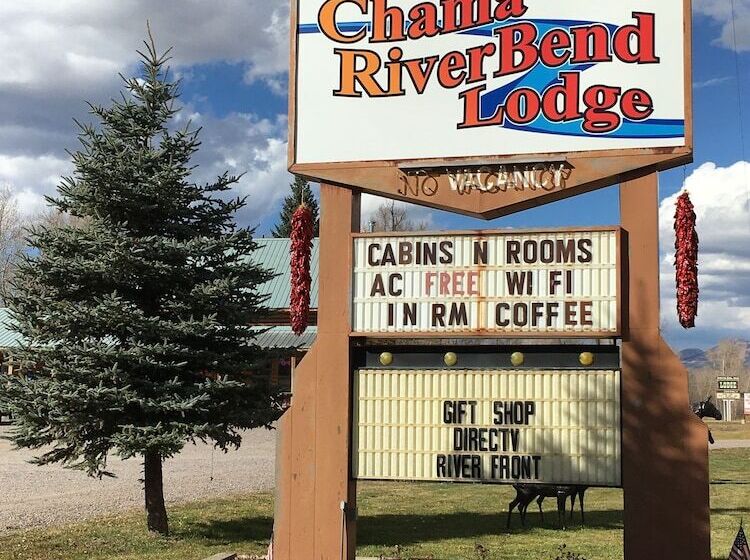 Chama
RiverBend
Lodge
NO VACANCY
CABINS N ROOMS
AC FREE WI FI
IN RM COFFEE
GIFT SHOP
DIRECTV
RIVER FRONT
LODGE